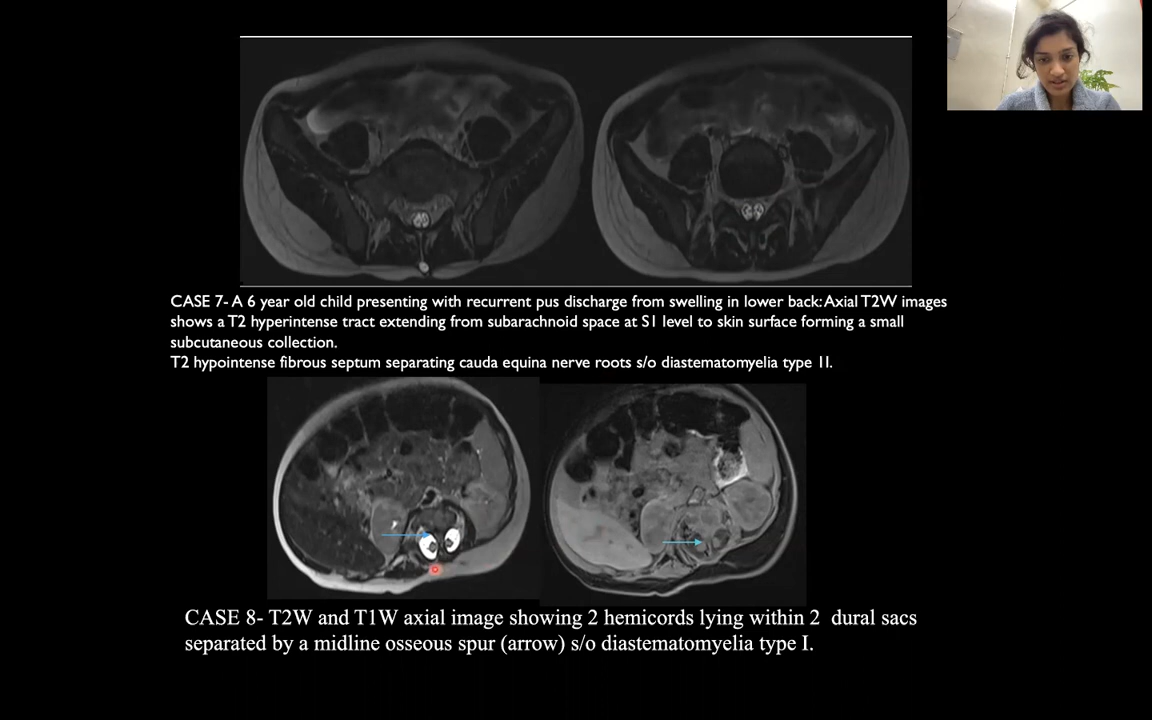 CASE 7- A 6 year old child presenting with recurrent pus discharge from swelling in lower back: Axial T2W images
shows a T2 hyperintense tract extending from subarachnoid space at S1 level to skin surface forming a small
subcutaneous collection.
T2 hypointense fibrous septum separating cauda equina nerve roots s/o diastematomyelia type II.
CASE 8- T2W and T1W axial image showing 2 hemicords lying within 2 dural sacs
separated by a midline osseous spur (arrow) s/o diastematomyelia type I.